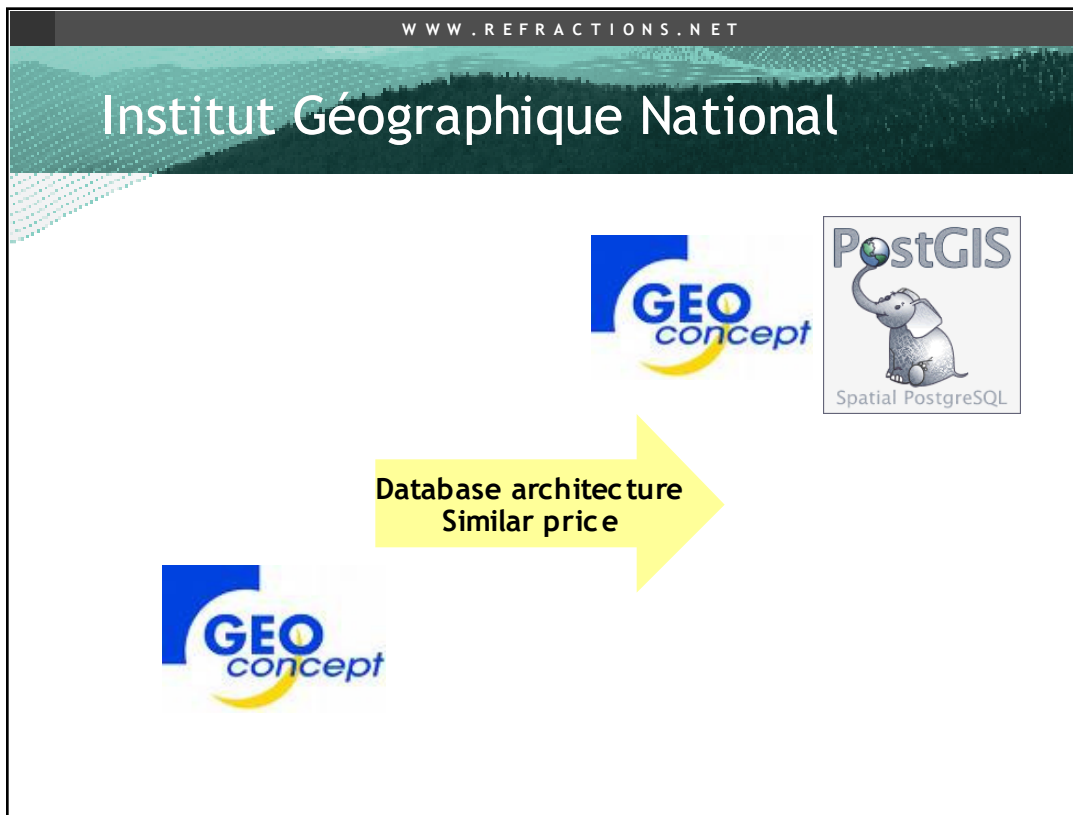 WWW.REFRACTIONS.NET
Institut Géographique National
GEO
concept
PostGIS
Spatial PostgreSQL
Database architecture
Similar price
GEO
concept